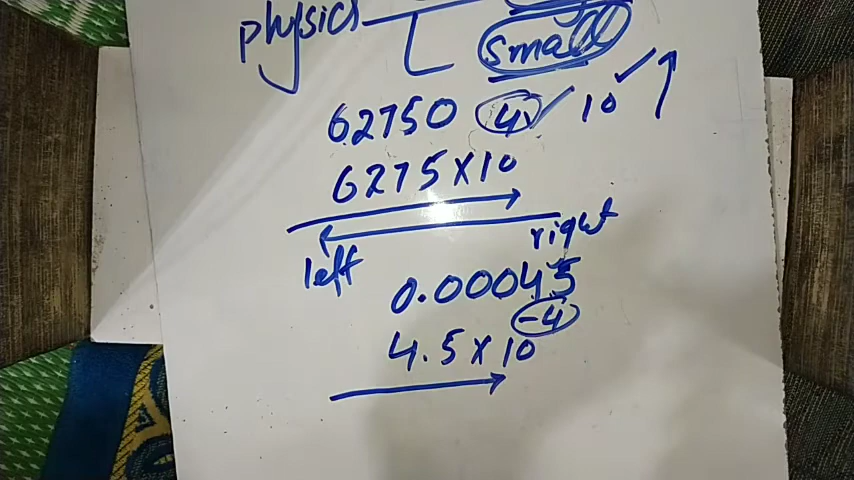 physics
small
62750 4 10
6275x10
right
left
0.00045
-4
4.5x10